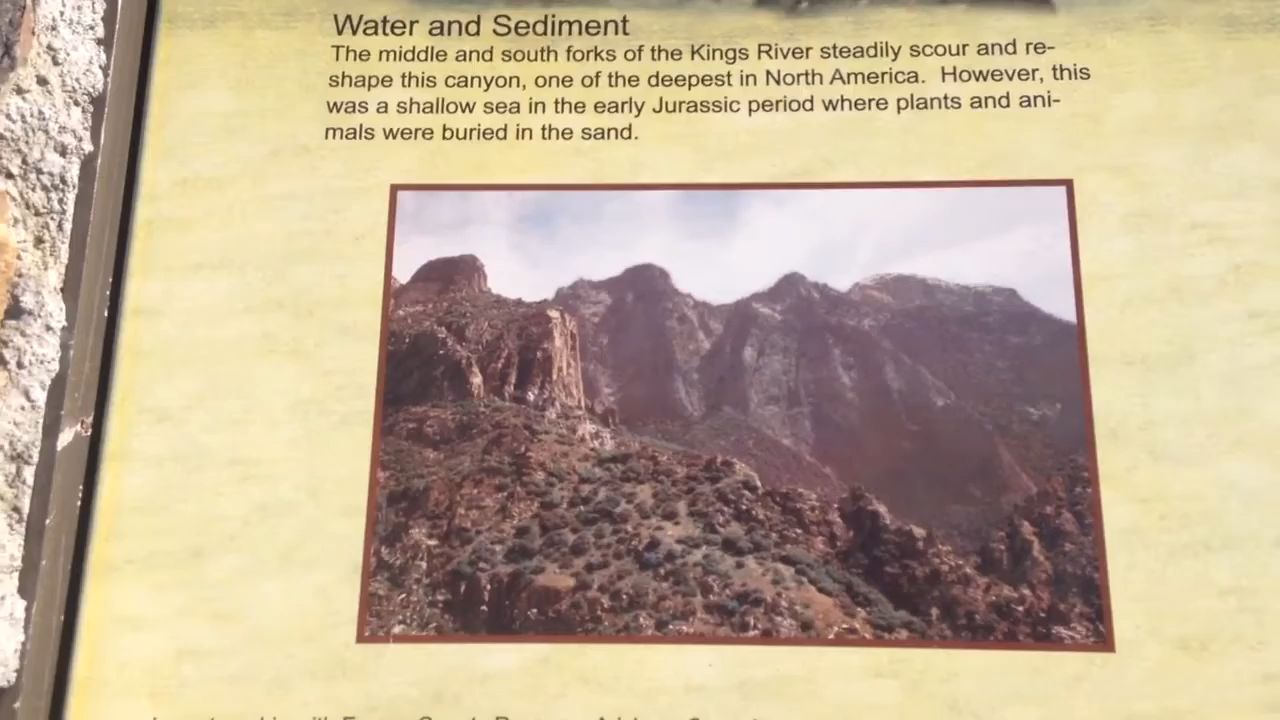 Water and Sediment
The middle and south forks of the Kings River steadily scour and re-
shape this canyon, one of the deepest in North America. However, this
was a shallow sea in the early Jurassic period where plants and ani-
mals were buried in the sand.